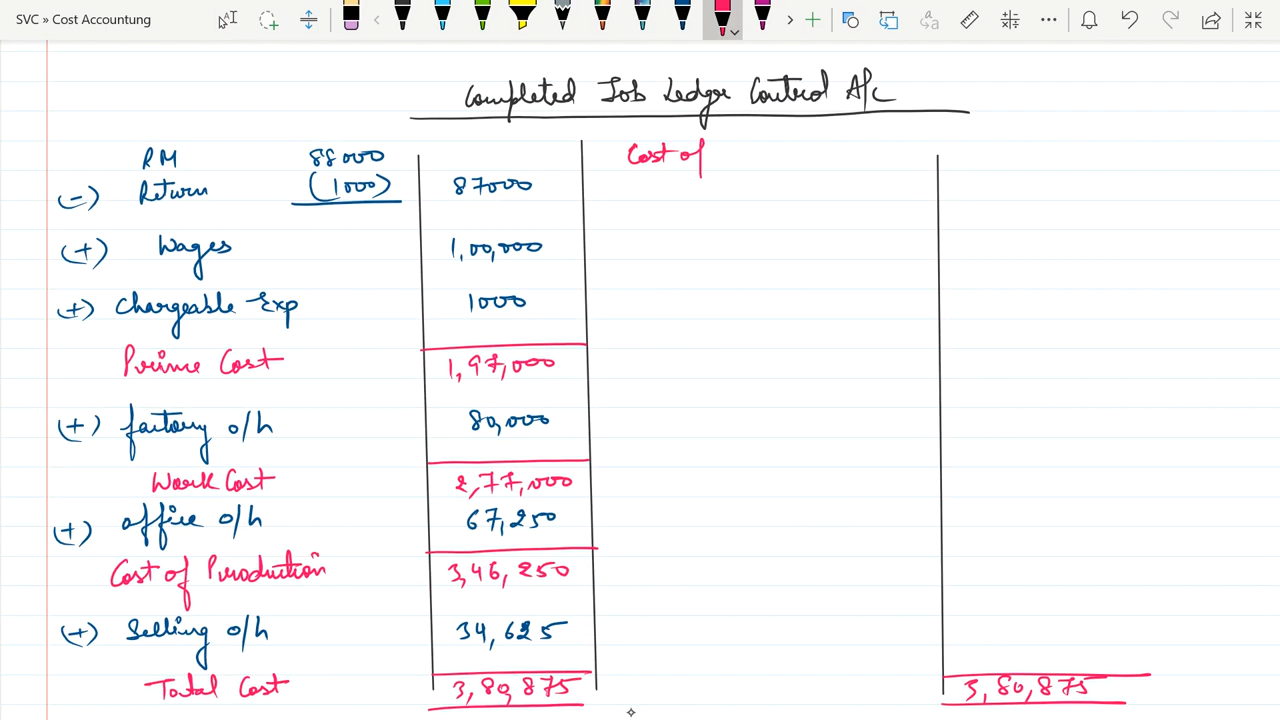 SVC » Cost Accountung
Completed Job Ledger Control A/c
RM 88000 Cost of
(-) Return (1000) 87000
(+) Wages 1,00,000
(+) Chargeable Exp 1000
Prime Cost 1,97,000
(+) factory o/h 80,000
Work Cost 2,77,000
(+) office o/h 67,250
Cost of Production 3,46,250
(+) Selling o/h 34,625
Total Cost 3,80,875 3,80,875